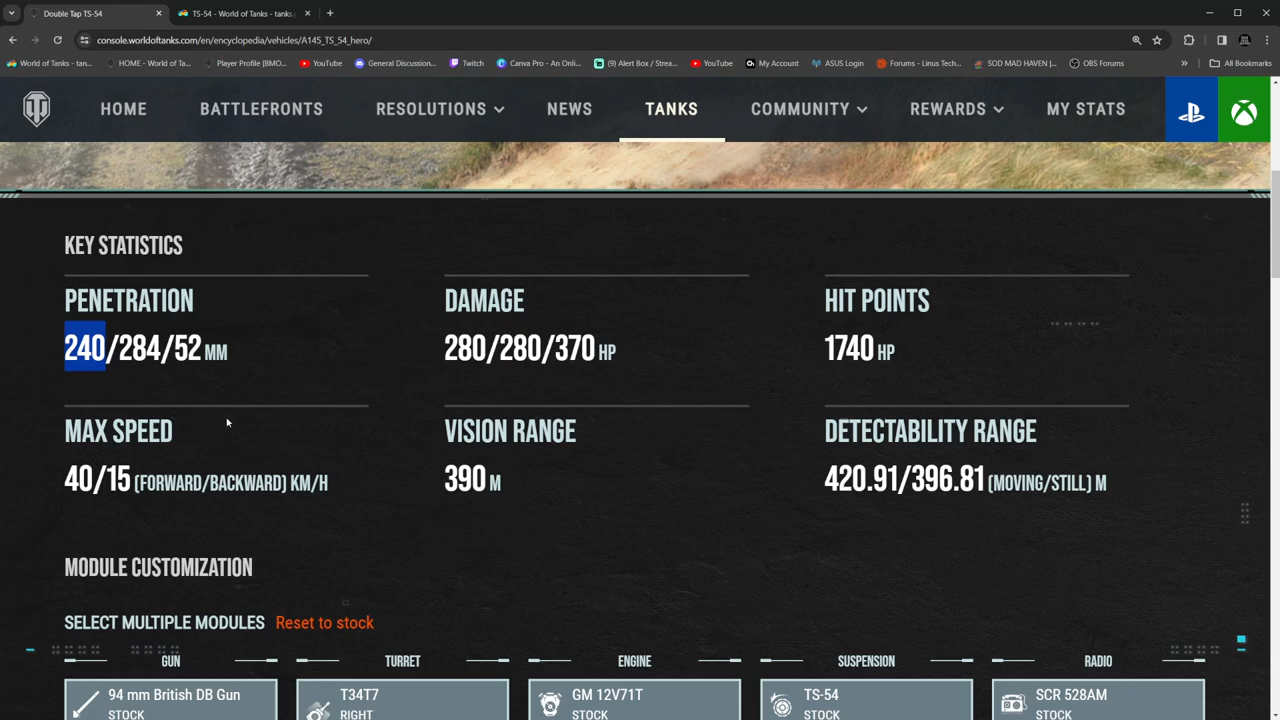 Double Tap TS-54
TS-54 - World of Tanks - tanks.
console.worldoftanks.com/en/encyclopedia/vehicles/A145_TS_54_hero/
World of Tanks - tan...
HOME - World of Ta...
Player Profile [BMO...
YouTube
General Discussion...
Twitch
Canva Pro - An Onli...
(9) Alert Box / Strea...
YouTube
My Account
ASUS Login
Forums - Linus Tech...
SOD MAD HAVEN |...
OBS Forums
All Bookmarks
HOME
BATTLEFRONTS
RESOLUTIONS
NEWS
TANKS
COMMUNITY
REWARDS
MY STATS
KEY STATISTICS
PENETRATION
240/284/52 MM
DAMAGE
280/280/370 HP
HIT POINTS
1740 HP
MAX SPEED
40/15 (FORWARD/BACKWARD) KM/H
VISION RANGE
390 M
DETECTABILITY RANGE
420.91/396.81 (MOVING/STILL) M
MODULE CUSTOMIZATION
SELECT MULTIPLE MODULES Reset to stock
GUN
94 mm British DB Gun
STOCK
TURRET
T34T7
RIGHT
ENGINE
GM 12V71T
STOCK
SUSPENSION
TS-54
STOCK
RADIO
SCR 528AM
STOCK